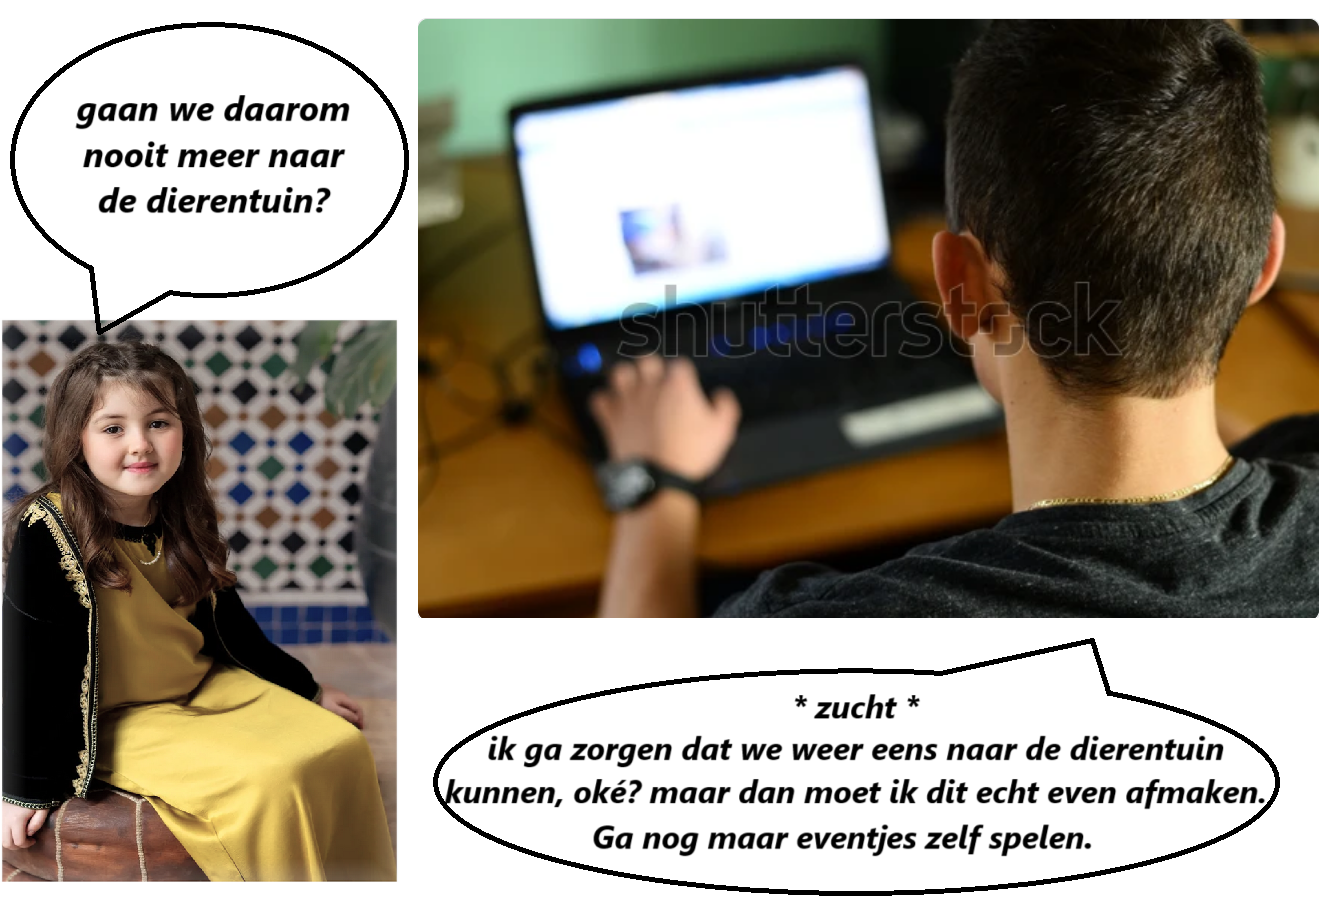 gaan we daarom
nooit meer naar
de dierentuin?
shutterstock
* zucht *
ik ga zorgen dat we weer eens naar de dierentuin
kunnen, oké? maar dan moet ik dit echt even afmaken.
Ga nog maar eventjes zelf spelen.